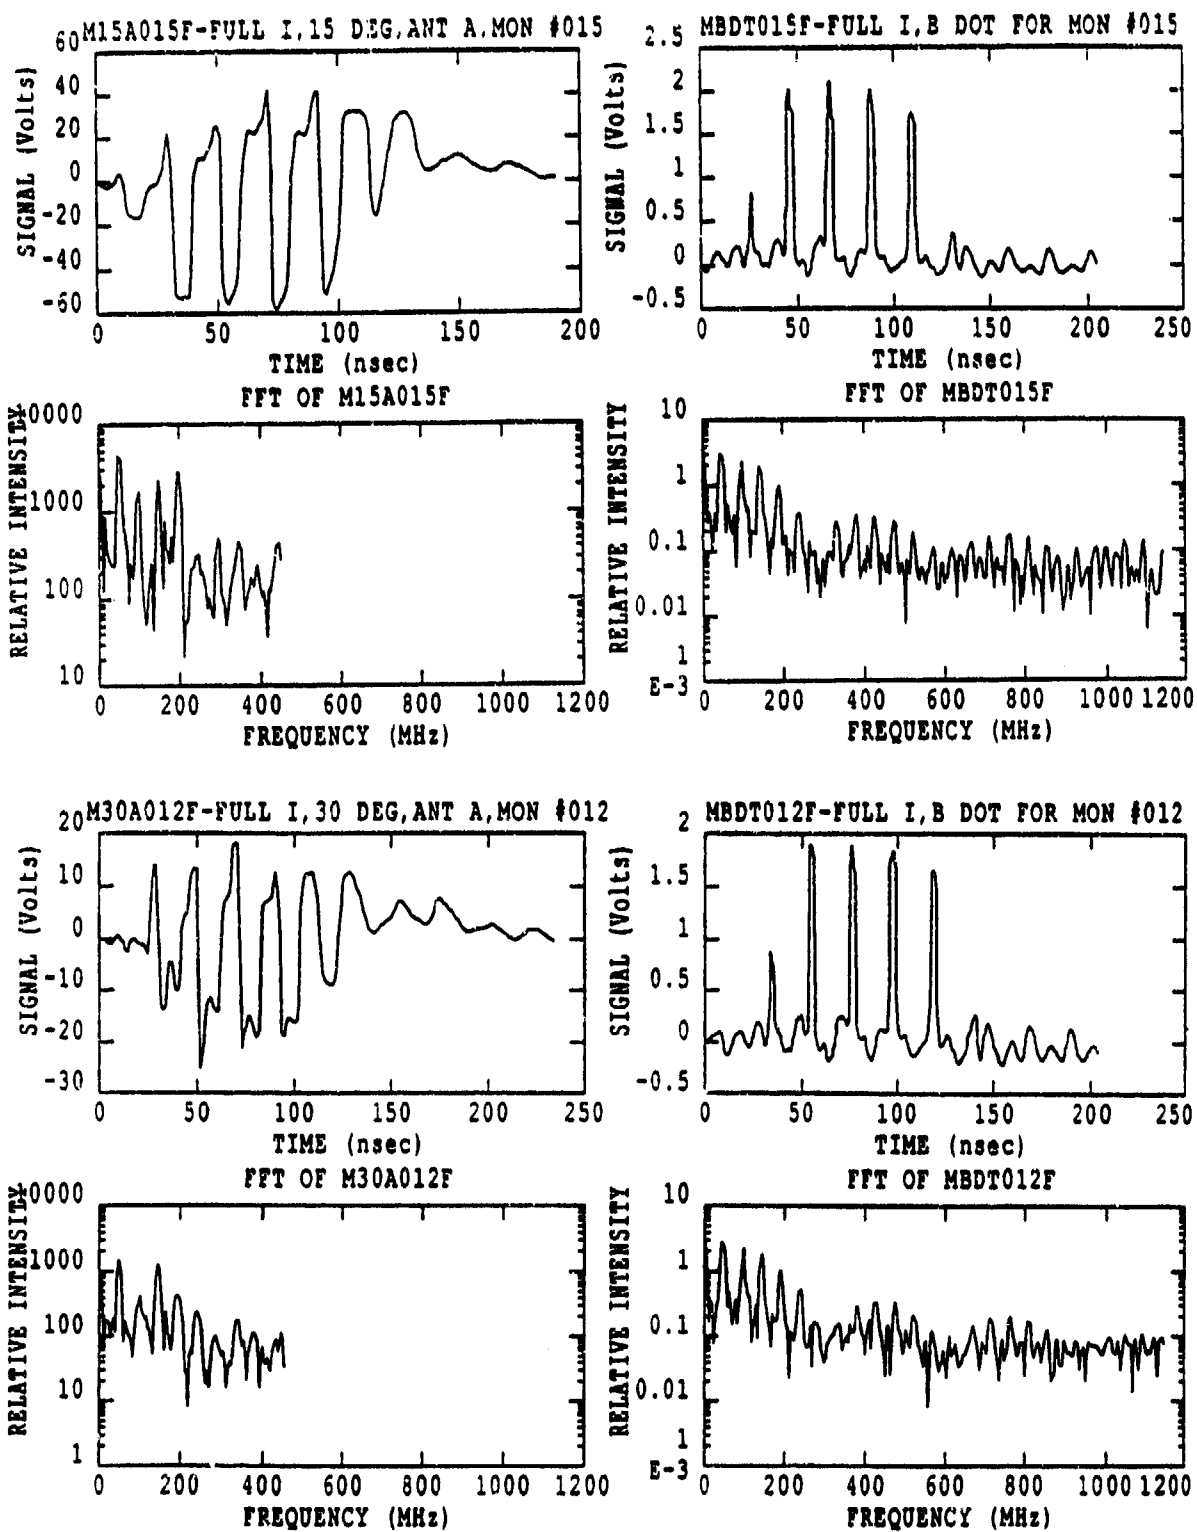 M15A015F-FULL I,15 DEG,ANT A,MON #015
60
40
20
0
-20
-40
-60
SIGNAL (Volts)
0 50 100 150 200
TIME (nsec)
MBDT015F-FULL I,B DOT FOR MON #015
2.5
2
1.5
1
0.5
0
-0.5
SIGNAL (Volts)
0 50 100 150 200 250
TIME (nsec)
FFT OF M15A015F
0000
1000
100
10
RELATIVE INTENSITY
0 200 400 600 800 1000 1200
FREQUENCY (MHz)
FFT OF MBDT015F
10
1
0.1
0.01
1
E-3
RELATIVE INTENSITY
0 200 400 600 800 1000 1200
FREQUENCY (MHz)
M30A012F-FULL I,30 DEG,ANT A,MON #012
20
10
0
-10
-20
-30
SIGNAL (Volts)
0 50 100 150 200 250
TIME (nsec)
MBDT012F-FULL I,B DOT FOR MON #012
2
1.5
1
0.5
0
-0.5
SIGNAL (Volts)
0 50 100 150 200 250
TIME (nsec)
FFT OF M30A012F
0000
1000
100
10
1
RELATIVE INTENSITY
0 200 400 600 800 1000 1200
FREQUENCY (MHz)
FFT OF MBDT012F
10
1
0.1
0.01
1
E-3
RELATIVE INTENSITY
0 200 400 600 800 1000 1200
FREQUENCY (MHz)